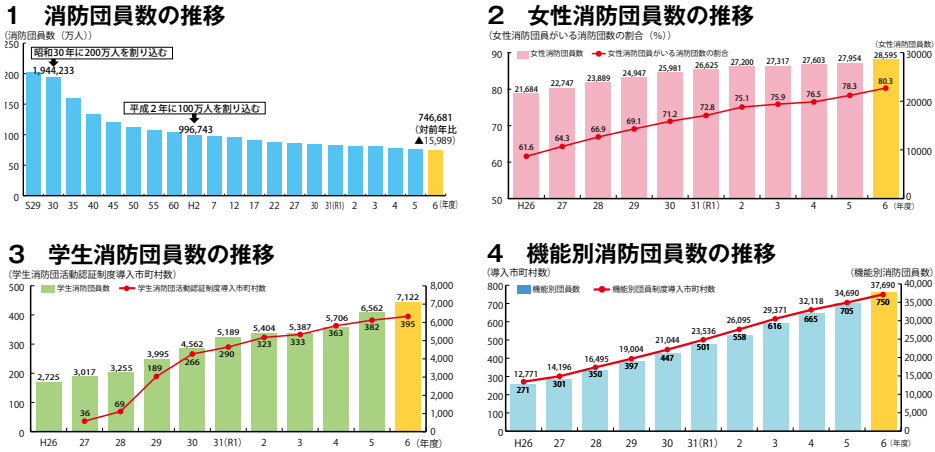 1 消防団員数の推移
(消防団員数(万人))
250
200
150
100
50
0
昭和30年に200万人を割り込む
1,944,233
平成2年に100万人を割り込む
996,743
746,681
(対前年比
▲15,989)
S29 30 35 40 45 50 55 60 H2 7 12 17 22 27 30 31(R1) 2 3 4 5 6(年度)
2 女性消防団員数の推移
(女性消防団員がいる消防団数の割合(%))
(女性消防団員数)
女性消防団員数 女性消防団員がいる消防団数の割合
90
80
70
60
50
30000
20000
10000
0
21,684 22,747 23,889 24,947 25,981 26,625 27,200 27,317 27,603 27,954 28,595
61.6 64.3 66.9 69.1 71.2 72.8 75.1 75.9 76.5 78.3 80.3
H26 27 28 29 30 31(R1) 2 3 4 5 6(年度)
3 学生消防団員数の推移
(学生消防団活動認証制度導入市町村数)
学生消防団員数 学生消防団活動認証制度導入市町村数
500
400
300
200
100
0
8,000
7,000
6,000
5,000
4,000
3,000
2,000
1,000
0
2,725 3,017 3,255 3,995 4,562 5,189 5,404 5,387 5,706 6,562 7,122
36 69 189 266 290 323 333 363 382 395
H26 27 28 29 30 31(R1) 2 3 4 5 6(年度)
4 機能別消防団員数の推移
(導入市町村数)
(機能別消防団員数)
機能別団員数 機能別団員制度導入市町村数
800
700
600
500
400
300
200
100
0
40,000
35,000
30,000
25,000
20,000
15,000
10,000
5,000
0
12,771 14,196 16,495 19,004 21,044 23,536 26,095 29,371 32,118 34,690 37,690
271 301 350 397 447 501 558 616 665 705 750
H26 27 28 29 30 31(R1) 2 3 4 5 6(年度)